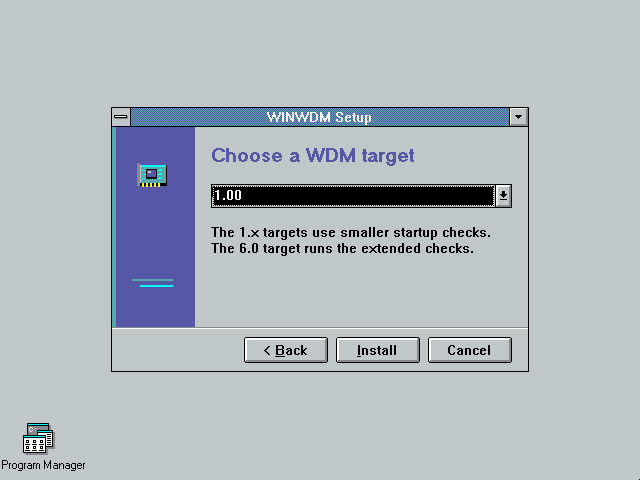 WINWDM Setup
Choose a WDM target
1.00
The 1.x targets use smaller startup checks.
The 6.0 target runs the extended checks.
< Back
Install
Cancel
Program Manager